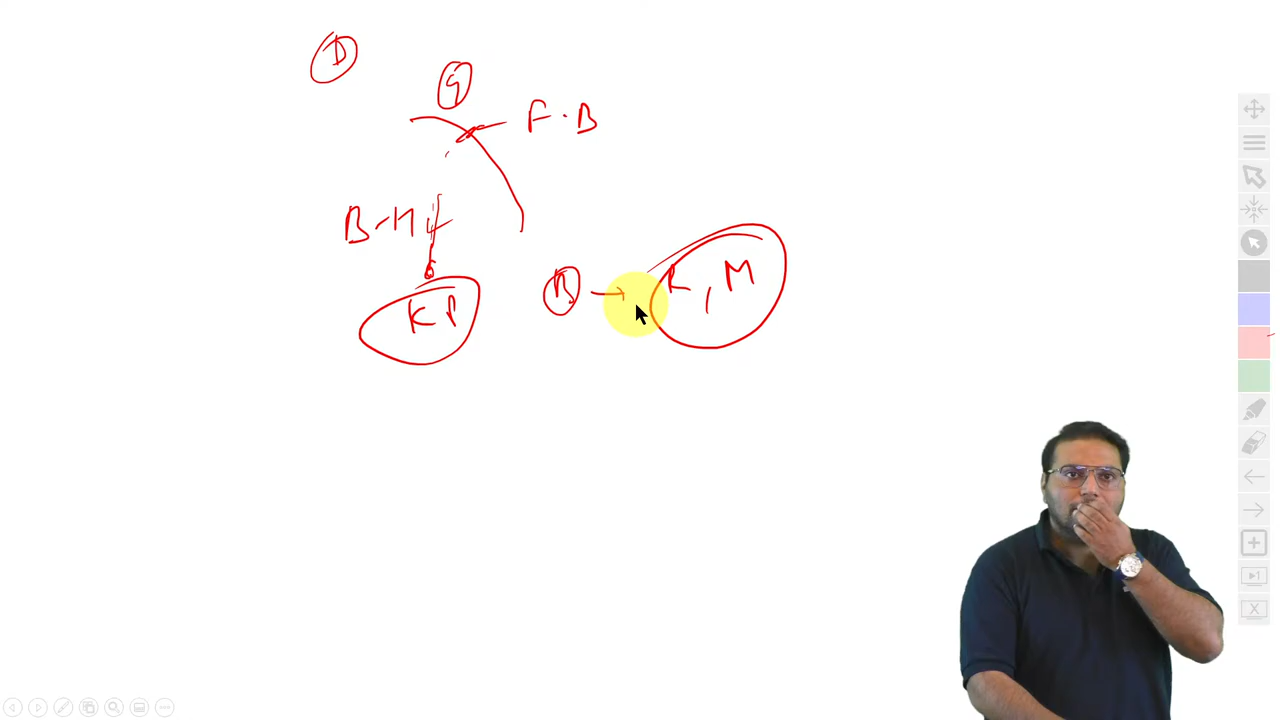 D
G
F.B
B-H
B → R, M
KP